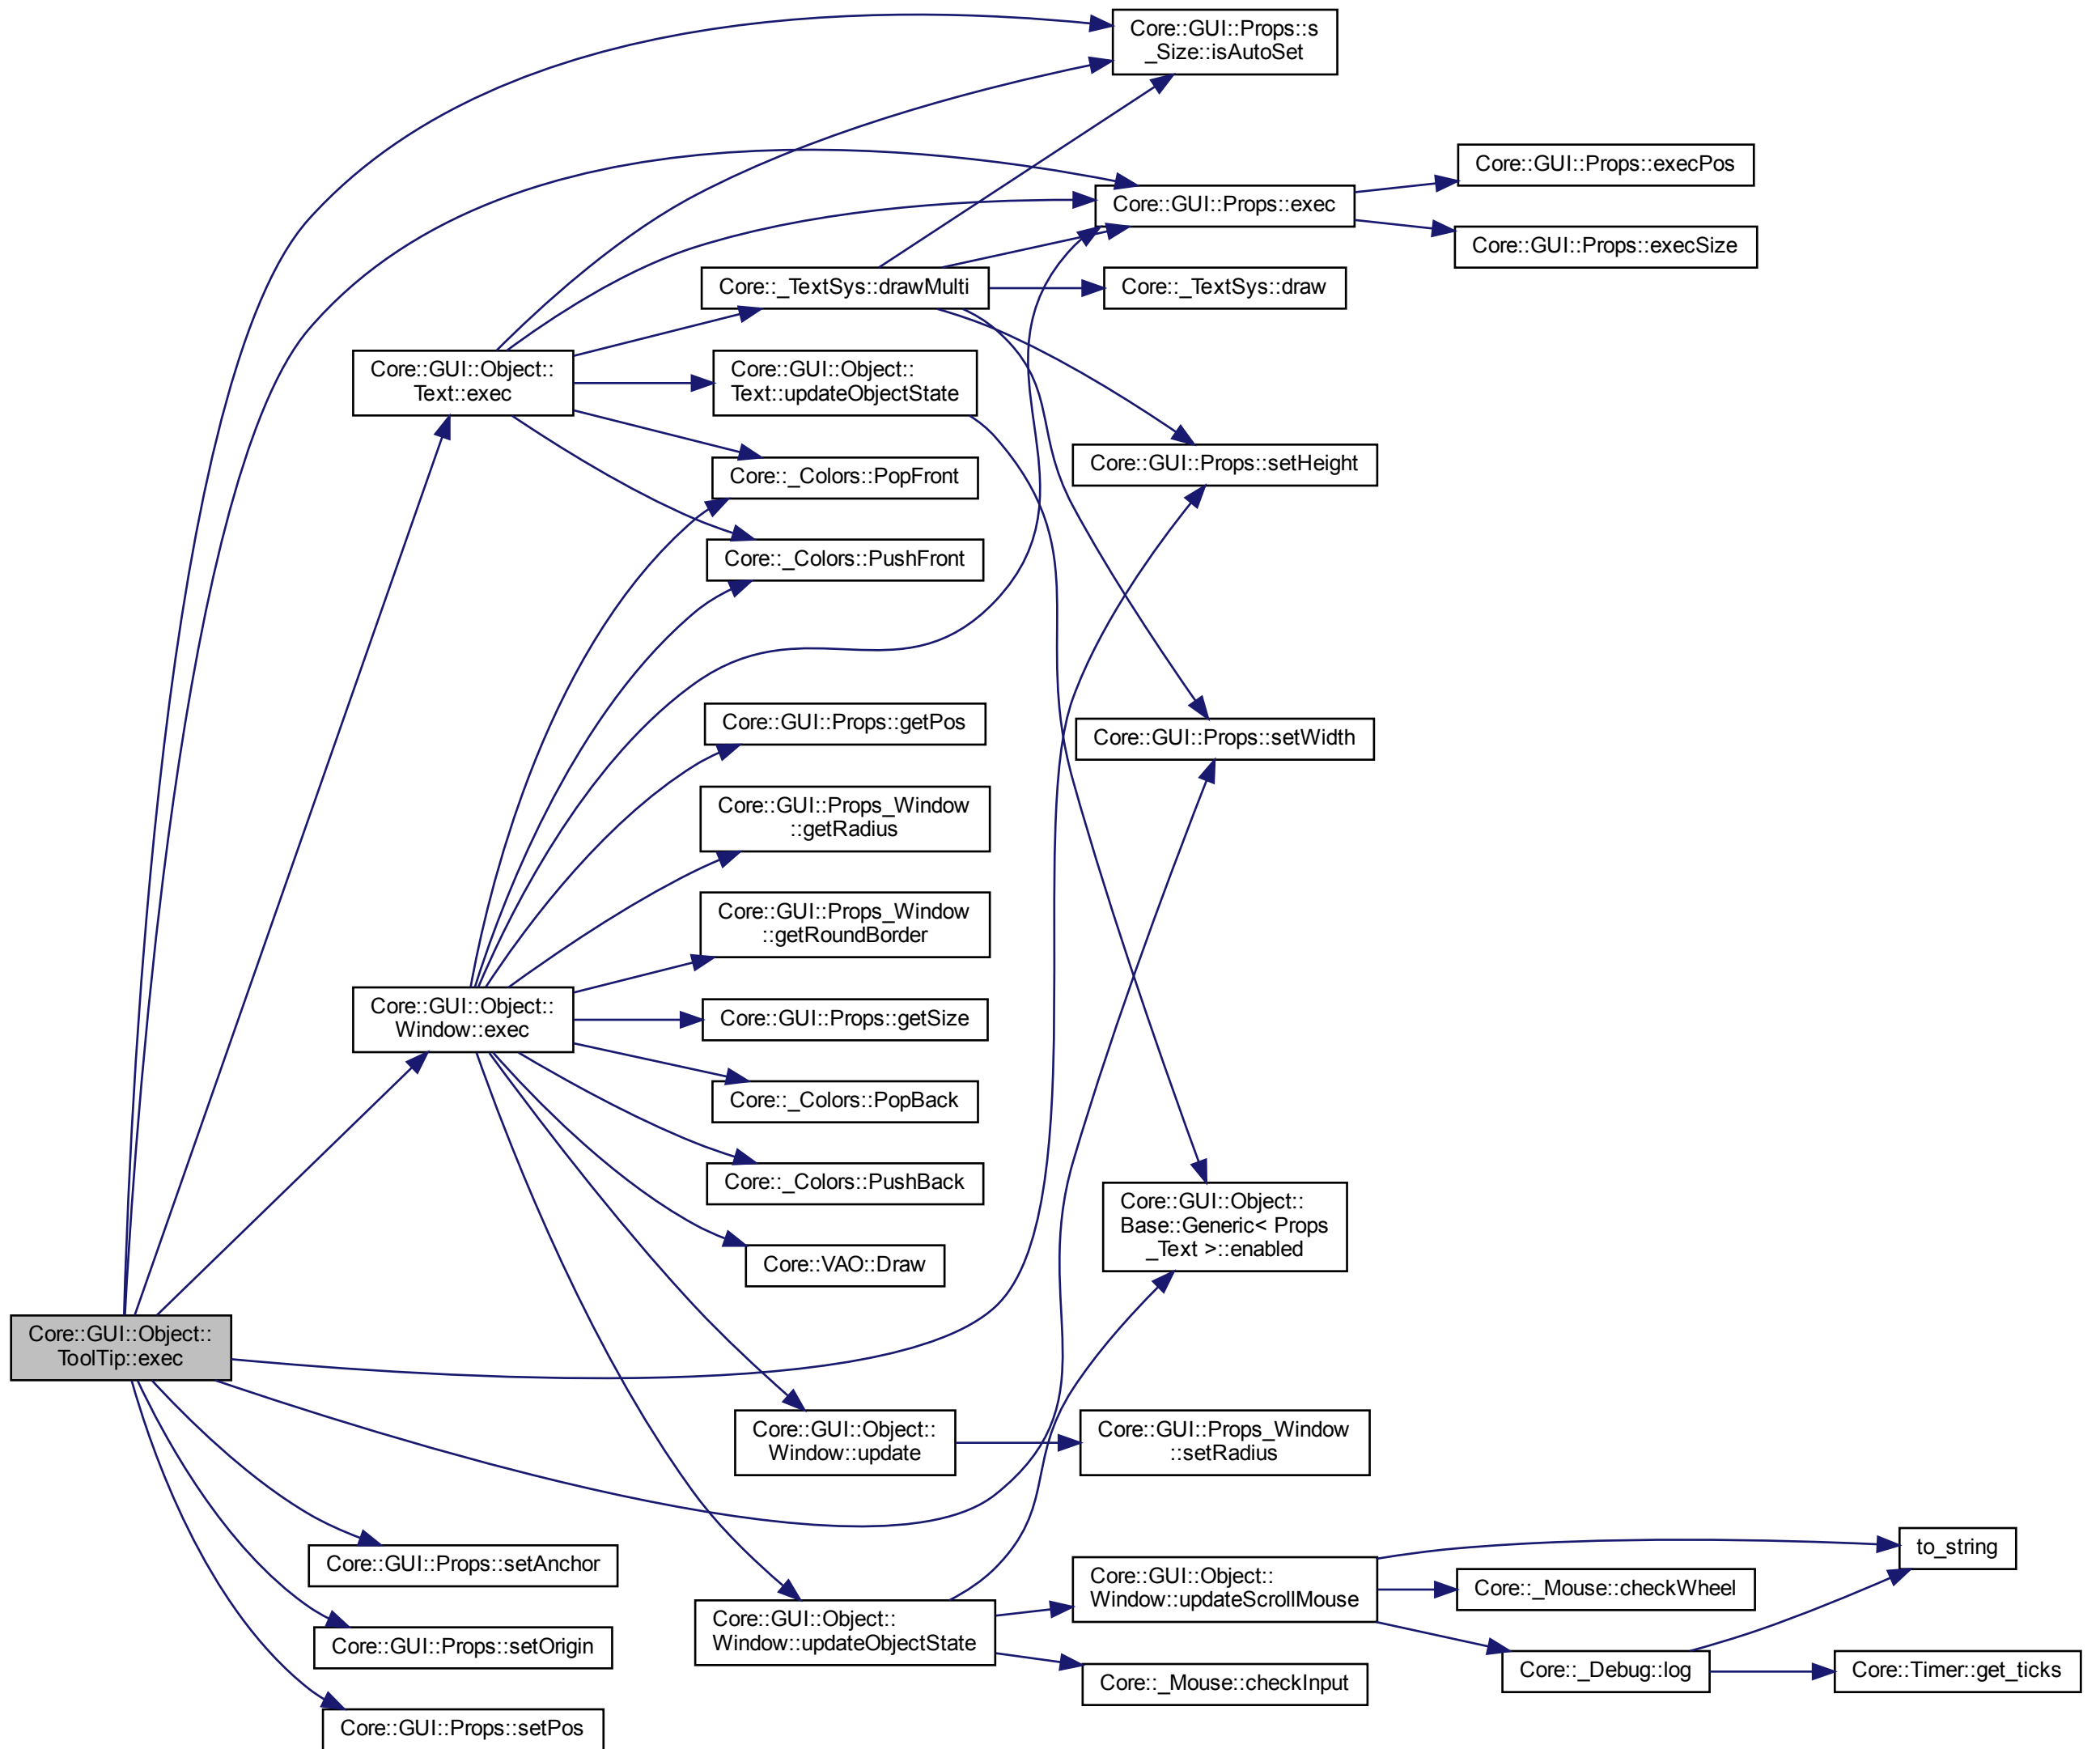 Core::GUI::Props::s
_Size::isAutoSet
Core::GUI::Props::execPos
Core::GUI::Props::exec
Core::GUI::Props::execSize
Core::_TextSys::drawMulti
Core::_TextSys::draw
Core::GUI::Object::
Text::exec
Core::GUI::Object::
Text::updateObjectState
Core::_Colors::PopFront
Core::GUI::Props::setHeight
Core::_Colors::PushFront
Core::GUI::Props::getPos
Core::GUI::Props::setWidth
Core::GUI::Props_Window
::getRadius
Core::GUI::Props_Window
::getRoundBorder
Core::GUI::Object::
Window::exec
Core::GUI::Props::getSize
Core::_Colors::PopBack
Core::_Colors::PushBack
Core::GUI::Object::
Base::Generic< Props
_Text >::enabled
Core::VAO::Draw
Core::GUI::Object::
ToolTip::exec
Core::GUI::Object::
Window::update
Core::GUI::Props_Window
::setRadius
Core::GUI::Props::setAnchor
to_string
Core::GUI::Object::
Window::updateScrollMouse
Core::_Mouse::checkWheel
Core::GUI::Props::setOrigin
Core::GUI::Object::
Window::updateObjectState
Core::_Debug::log
Core::Timer::get_ticks
Core::_Mouse::checkInput
Core::GUI::Props::setPos